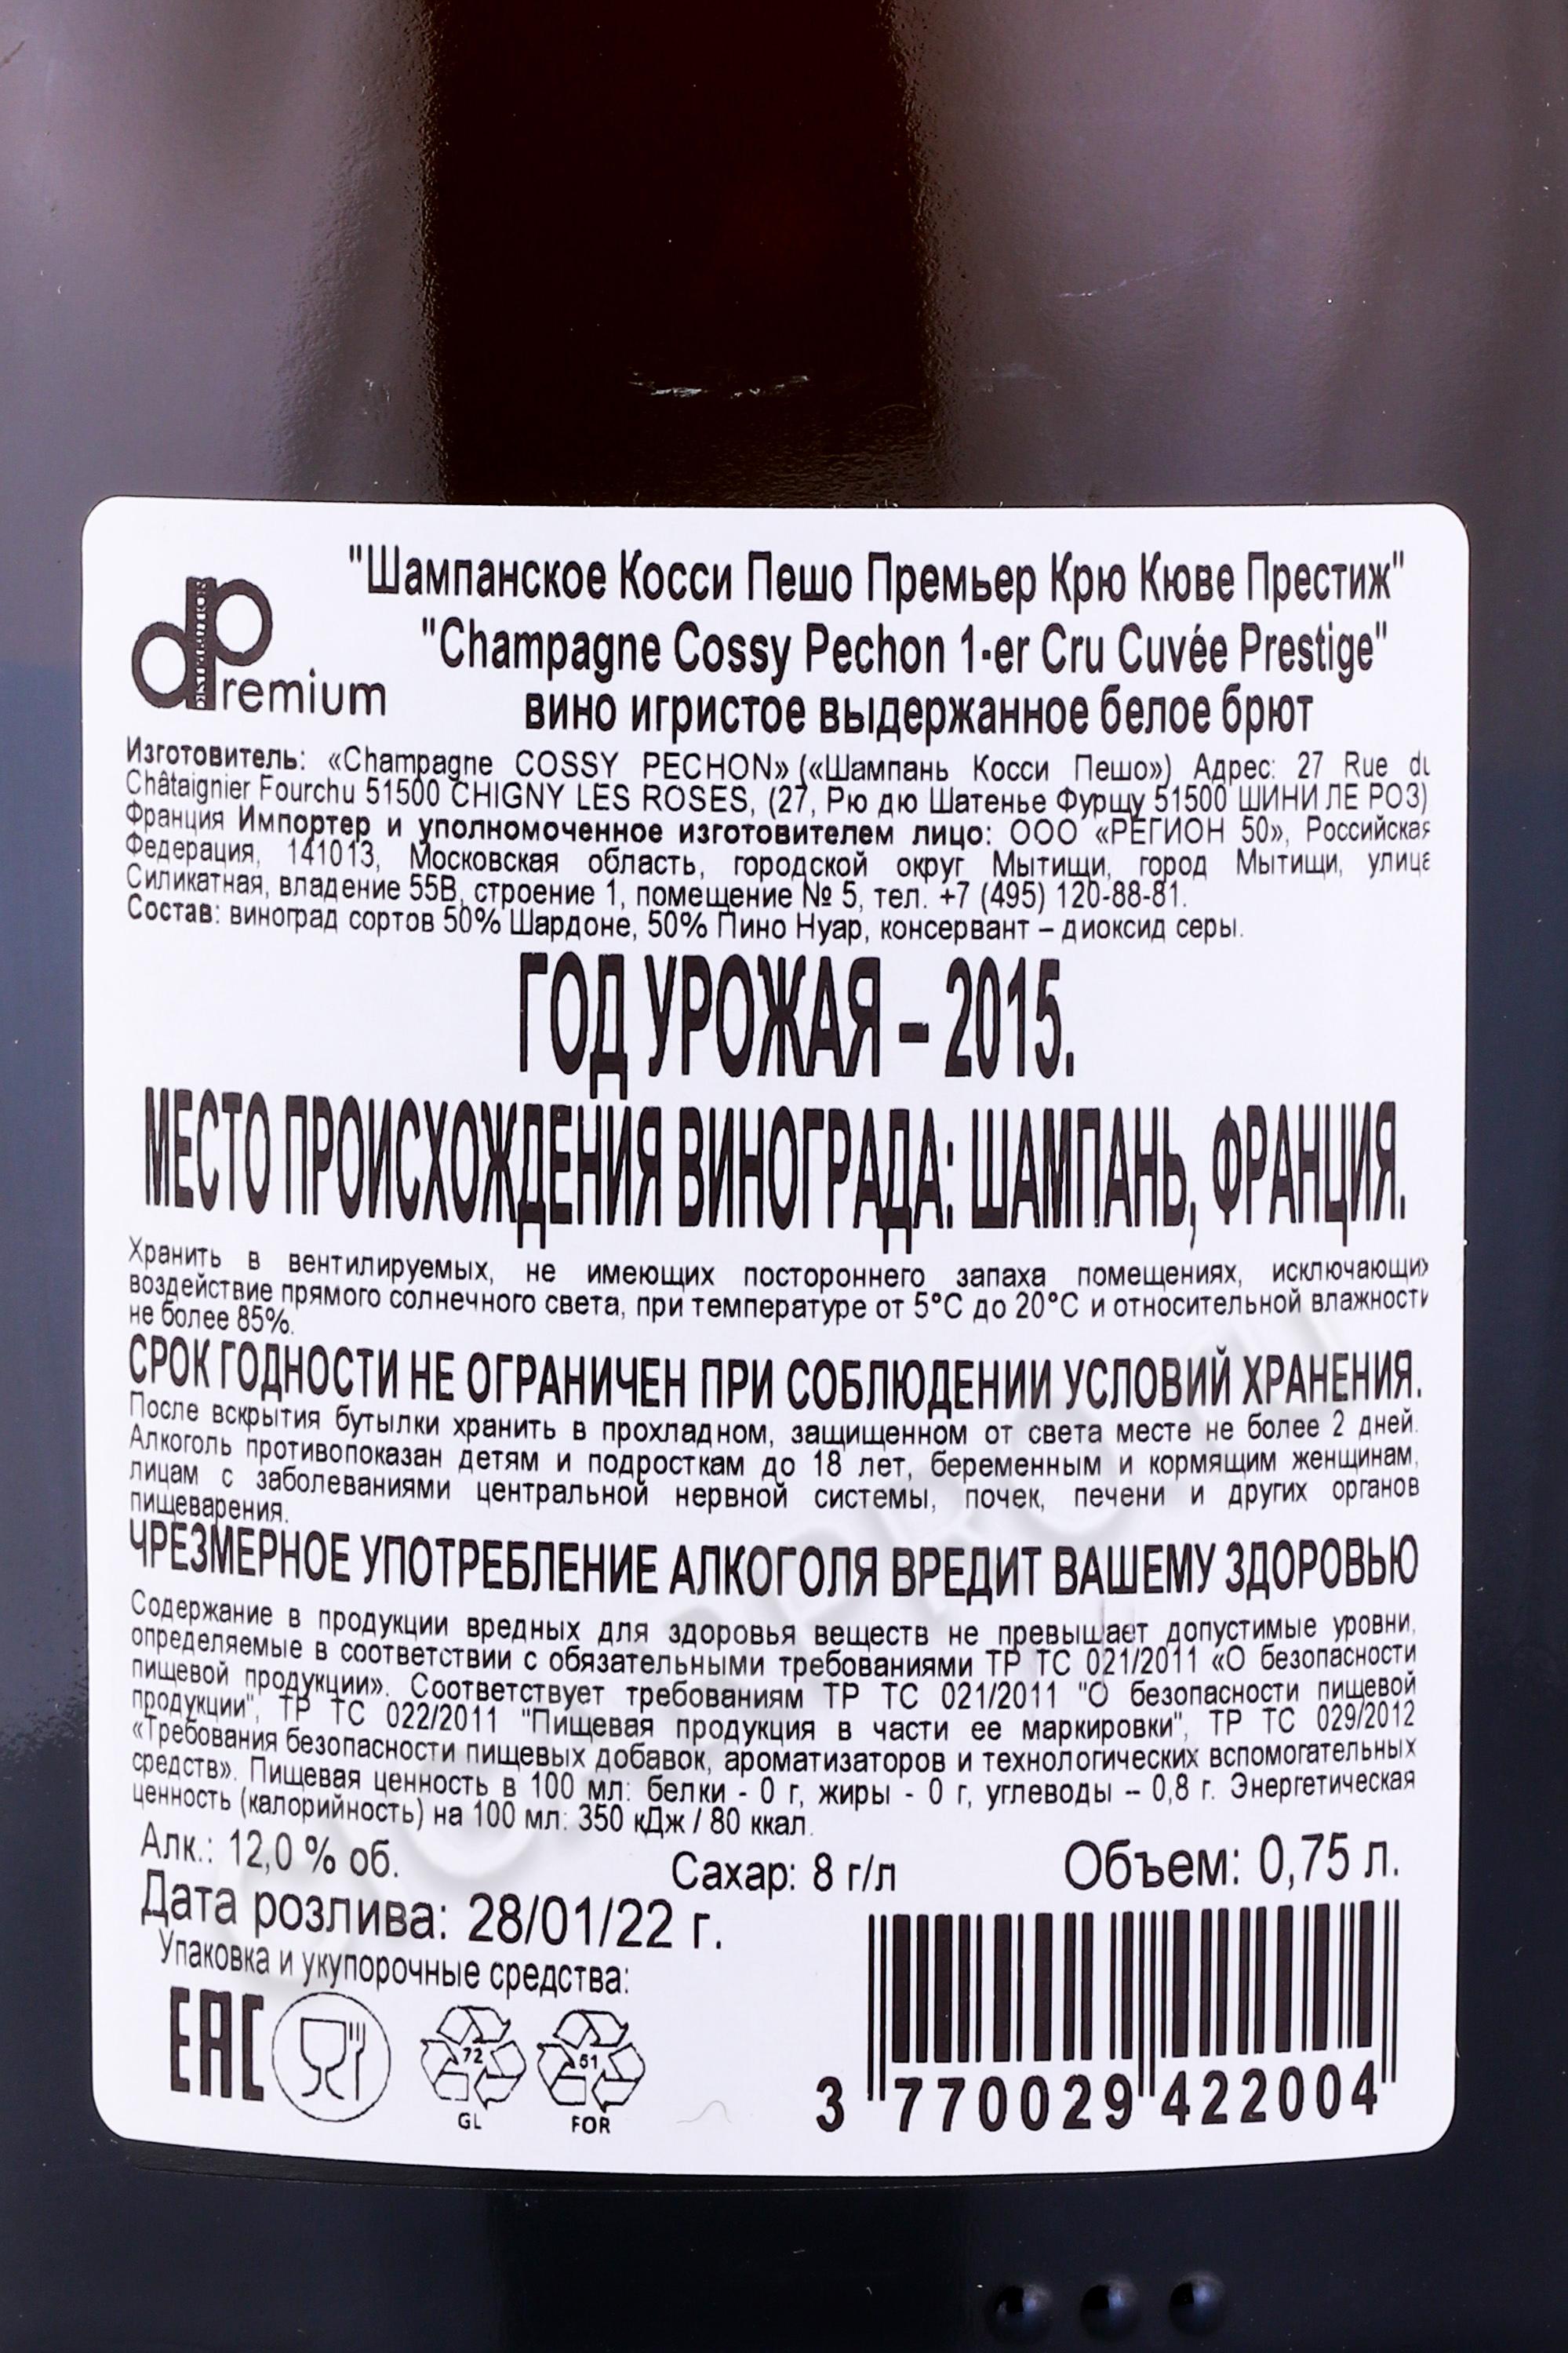 "Шампанское Косси Пешо Премьер Крю Кюве Престиж"
"Champagne Cossy Pechon 1-er Cru Cuvée Prestige"
вино игристое выдержанное белое брют
dPremium
DISTRIBUTION
Изготовитель: «Champagne COSSY PECHON» («Шампань Косси Пешо») Адрес: 27 Rue du
Châtaignier Fourchu 51500 CHIGNY LES ROSES, (27, Рю дю Шатенье Фурщу 51500 ШИНИ ЛЕ РОЗ)
Франция Импортер и уполномоченное изготовителем лицо: ООО «РЕГИОН 50», Российская
Федерация, 141013, Московская область, городской округ Мытищи, город Мытищи, улица
Силикатная, владение 55В, строение 1, помещение № 5, тел. +7 (495) 120-88-81.
Состав: виноград сортов 50% Шардоне, 50% Пино Нуар, консервант – диоксид серы.
ГОД УРОЖАЯ – 2015.
МЕСТО ПРОИСХОЖДЕНИЯ ВИНОГРАДА: ШАМПАНЬ, ФРАНЦИЯ.
Хранить в вентилируемых, не имеющих постороннего запаха помещениях, исключающих
воздействие прямого солнечного света, при температуре от 5°С до 20°С и относительной влажности
не более 85%.
СРОК ГОДНОСТИ НЕ ОГРАНИЧЕН ПРИ СОБЛЮДЕНИИ УСЛОВИЙ ХРАНЕНИЯ.
После вскрытия бутылки хранить в прохладном, защищенном от света месте не более 2 дней.
Алкоголь противопоказан детям и подросткам до 18 лет, беременным и кормящим женщинам,
лицам с заболеваниями центральной нервной системы, почек, печени и других органов
пищеварения.
ЧРЕЗМЕРНОЕ УПОТРЕБЛЕНИЕ АЛКОГОЛЯ ВРЕДИТ ВАШЕМУ ЗДОРОВЬЮ
Содержание в продукции вредных для здоровья веществ не превышает допустимые уровни,
определяемые в соответствии с обязательными требованиями ТР ТС 021/2011 «О безопасности
пищевой продукции». Соответствует требованиям ТР ТС 021/2011 "О безопасности пищевой
продукции", ТР ТС 022/2011 "Пищевая продукция в части ее маркировки", ТР ТС 029/2012
«Требования безопасности пищевых добавок, ароматизаторов и технологических вспомогательных
средств». Пищевая ценность в 100 мл: белки - 0 г, жиры - 0 г, углеводы – 0,8 г. Энергетическая
ценность (калорийность) на 100 мл: 350 кДж / 80 ккал.
Алк.: 12,0 % об. Сахар: 8 г/л Объем: 0,75 л.
Дата розлива: 28/01/22 г.
Упаковка и укупорочные средства:
ЕАС
72
GL
51
FOR
3 770029 422004